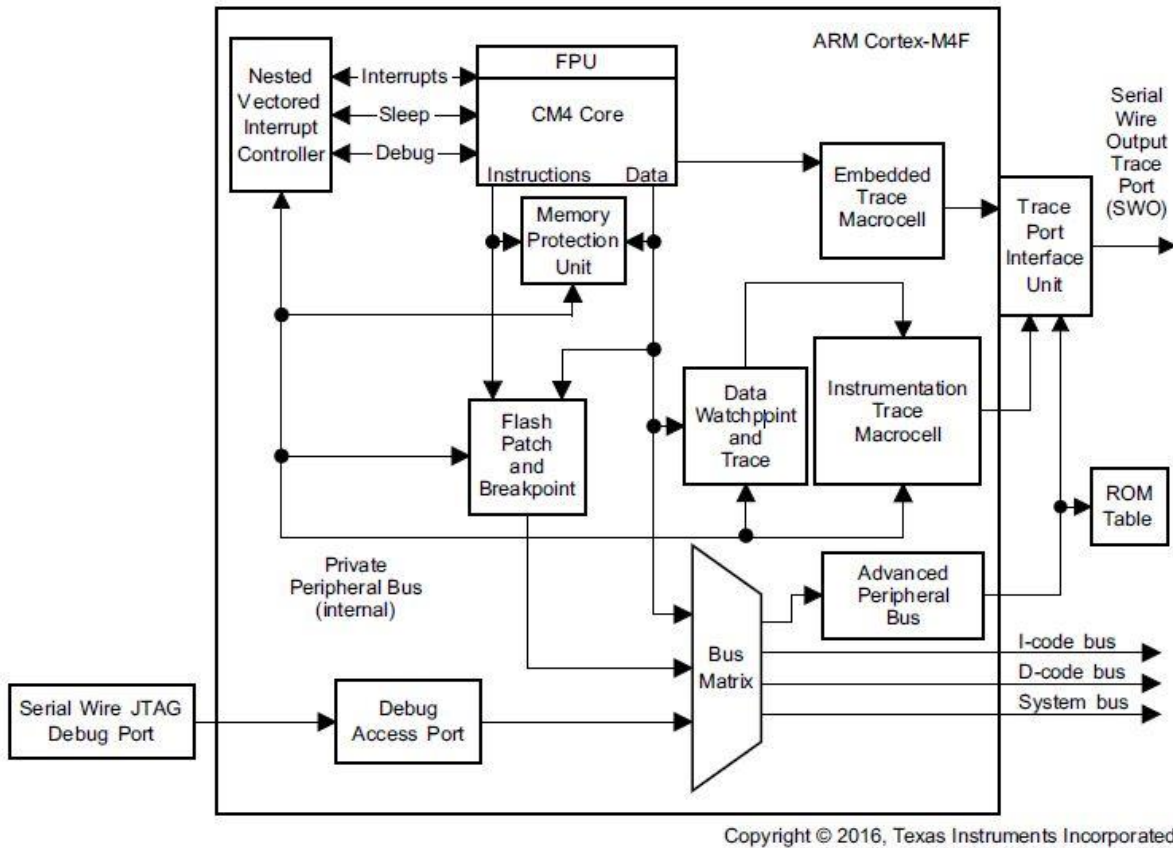 ARM Cortex-M4F
Nested
Vectored
Interrupt
Controller
Interrupts
Sleep
Debug
FPU
CM4 Core
Instructions Data
Memory
Protection
Unit
Embedded
Trace
Macrocell
Trace
Port
Interface
Unit
Serial
Wire
Output
Trace
Port
(SWO)
Flash
Patch
and
Breakpoint
Data
Watchppint
and
Trace
Instrumentation
Trace
Macrocell
ROM
Table
Private
Peripheral Bus
(internal)
Bus
Matrix
Advanced
Peripheral
Bus
I-code bus
D-code bus
System bus
Serial Wire JTAG
Debug Port
Debug
Access Port
Copyright © 2016, Texas Instruments Incorporated